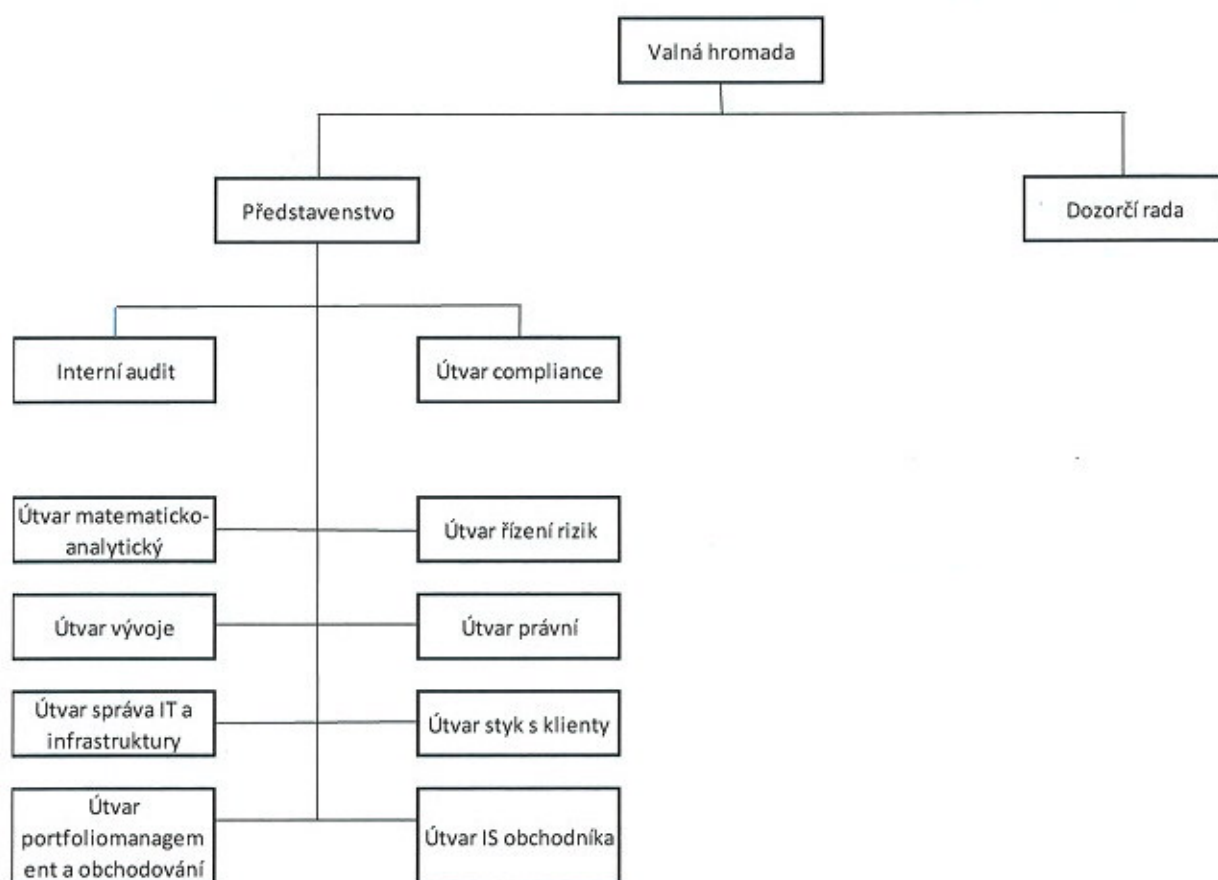 Valná hromada
Představenstvo
Dozorčí rada
Interní audit
Útvar compliance
Útvar matematicko-
analytický
Útvar řízení rizik
Útvar vývoje
Útvar právní
Útvar správa IT a
infrastruktury
Útvar styk s klienty
Útvar
portfoliomanagem
ent a obchodování
Útvar IS obchodníka